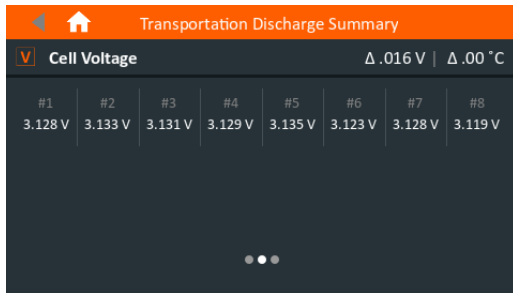 Transportation Discharge Summary
V Cell Voltage Δ .016 V | Δ .00 ˚C
#1 #2 #3 #4 #5 #6 #7 #8
3.128 V 3.133 V 3.131 V 3.129 V 3.135 V 3.123 V 3.128 V 3.119 V